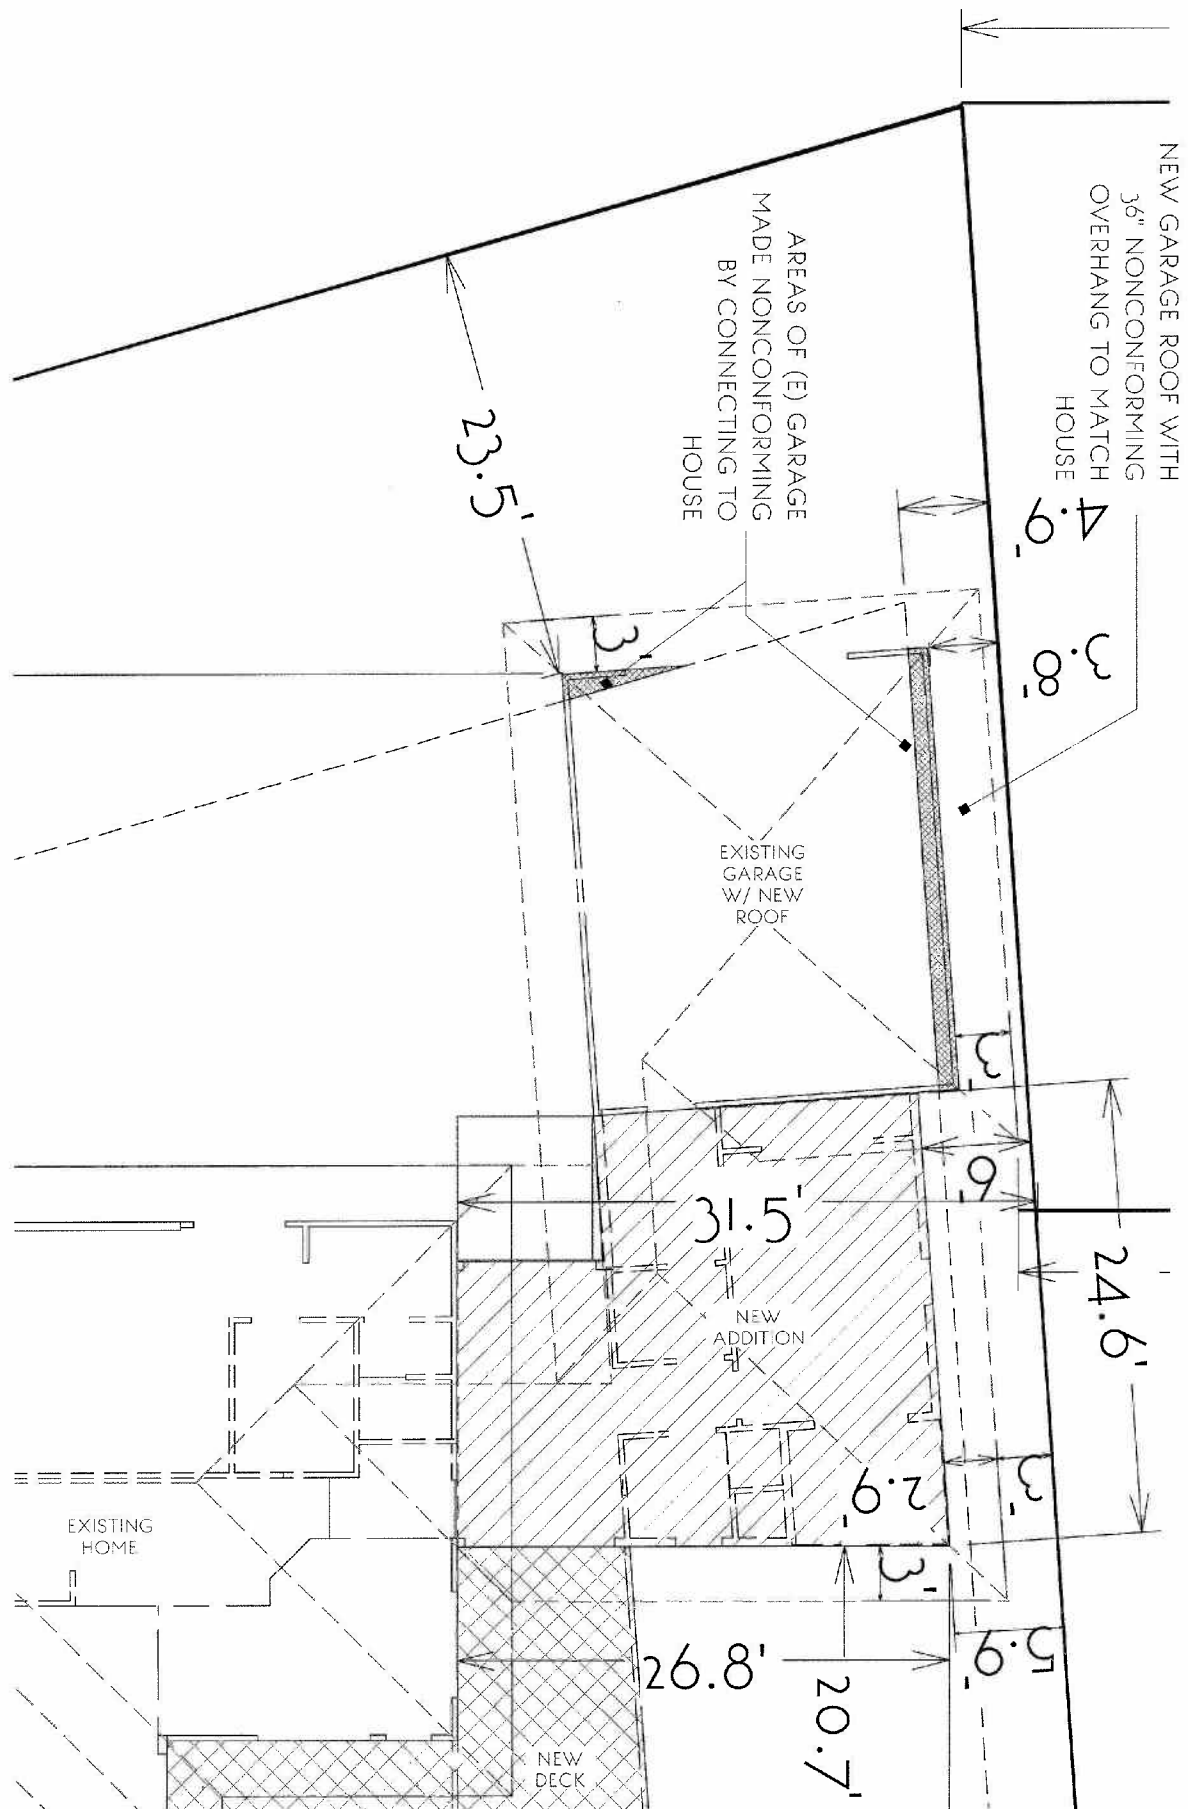 NEW GARAGE ROOF WITH
36" NONCONFORMING
OVERHANG TO MATCH
HOUSE
AREAS OF (E) GARAGE
MADE NONCONFORMING
BY CONNECTING TO
HOUSE
4.9'
23.5'
3'
3.8'
EXISTING
GARAGE
W/ NEW
ROOF
3'
6'
31.5'
24.6'
NEW
ADDITION
2.9'
3'
EXISTING
HOME
3'
5.9'
26.8'
20.7'
NEW
DECK